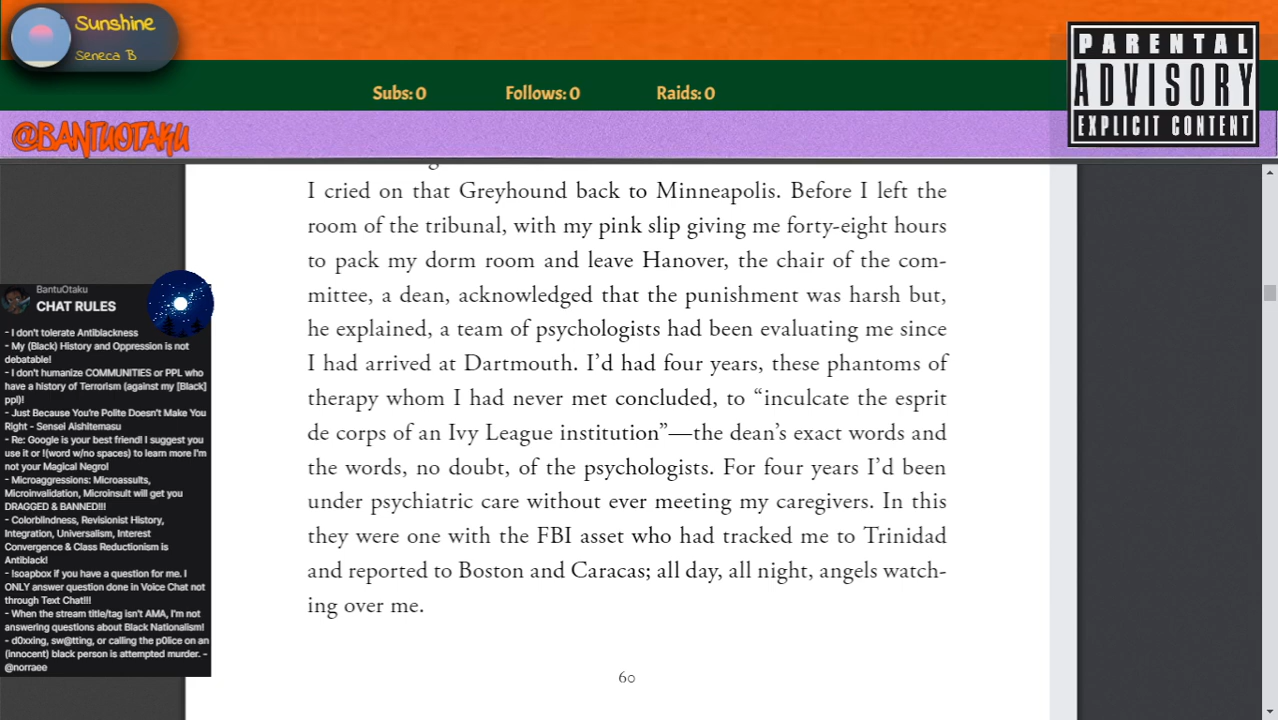 Sunshine
Seneca B
PARENTAL
ADVISORY
EXPLICIT CONTENT
Subs: 0 Follows: 0 Raids: 0
@BANTUOTAKU
I cried on that Greyhound back to Minneapolis. Before I left the
room of the tribunal, with my pink slip giving me forty-eight hours
to pack my dorm room and leave Hanover, the chair of the com-
mittee, a dean, acknowledged that the punishment was harsh but,
he explained, a team of psychologists had been evaluating me since
I had arrived at Dartmouth. I’d had four years, these phantoms of
therapy whom I had never met concluded, to “inculcate the esprit
de corps of an Ivy League institution”—the dean’s exact words and
the words, no doubt, of the psychologists. For four years I’d been
under psychiatric care without ever meeting my caregivers. In this
they were one with the FBI asset who had tracked me to Trinidad
and reported to Boston and Caracas; all day, all night, angels watch-
ing over me.
60
BantuOtaku
CHAT RULES
- I don't tolerate Antiblackness
- My (Black) History and Oppression is not
debatable!
- I don't humanize COMMUNITIES or PPL who
have a history of Terrorism (against my [Black]
ppl)!
- Just Because You're Polite Doesn't Make You
Right - Sensei Aishitemasu
- Re: Google is your best friend! I suggest you
use it or !(word w/no spaces) to learn more I'm
not your Magical Negro!
- Microaggressions: Microassults,
Microinvalidation, Microinsult will get you
DRAGGED & BANNED!!!
- Colorblindness, Revisionist History,
Integration, Universalism, Interest
Convergence & Class Reductionism is
Antiblack!
- !soapbox if you have a question for me. I
ONLY answer question done in Voice Chat not
through Text Chat!!!
- When the stream title/tag isn't AMA, I'm not
answering questions about Black Nationalism!
- d0xxing, sw@tting, or calling the p0lice on an
(innocent) black person is attempted murder. -
@norraee